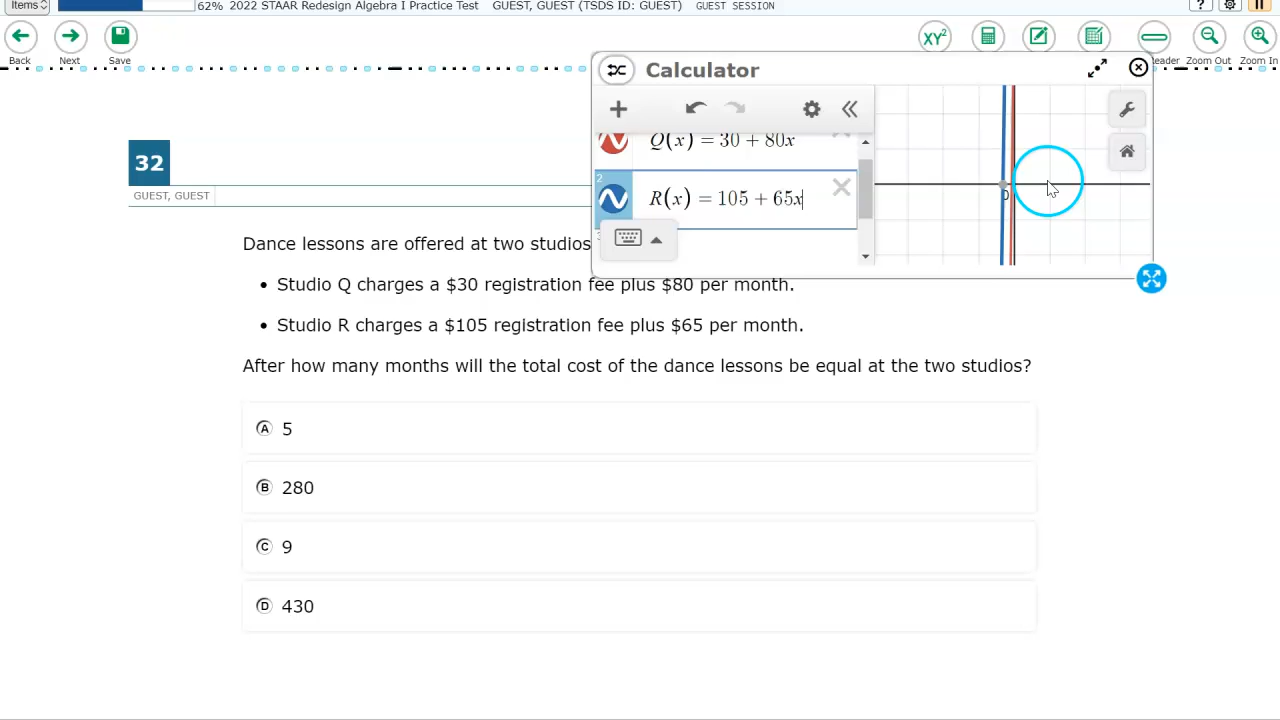 Items 62% 2022 STAAR Redesign Algebra I Practice Test GUEST, GUEST (TSDS ID: GUEST) GUEST SESSION ?
XY²
Back Next Save eader Zoom Out Zoom In
Calculator
32
GUEST, GUEST
Q(x) = 30 + 80x
2
R(x) = 105 + 65x
0
Dance lessons are offered at two studios
• Studio Q charges a $30 registration fee plus $80 per month.
• Studio R charges a $105 registration fee plus $65 per month.
After how many months will the total cost of the dance lessons be equal at the two studios?
A 5
B 280
C 9
D 430